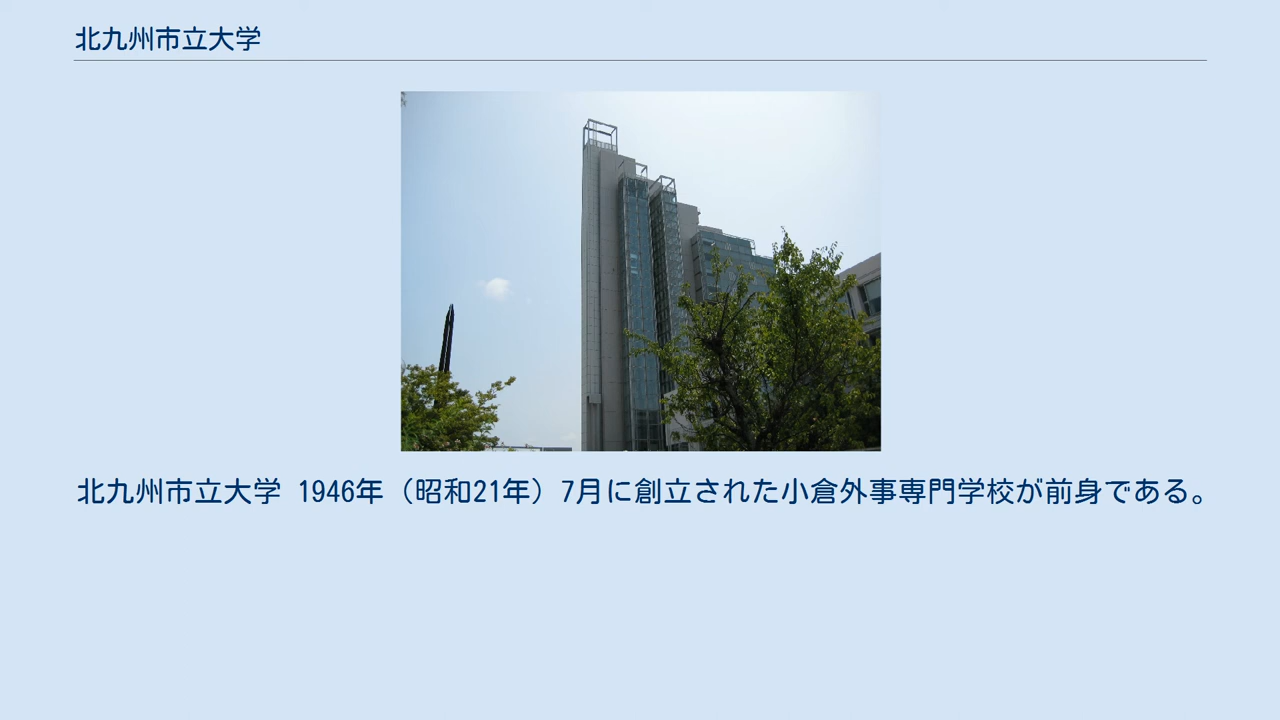 北九州市立大学
北九州市立大学 1946年（昭和21年）7月に創立された小倉外事専門学校が前身である。